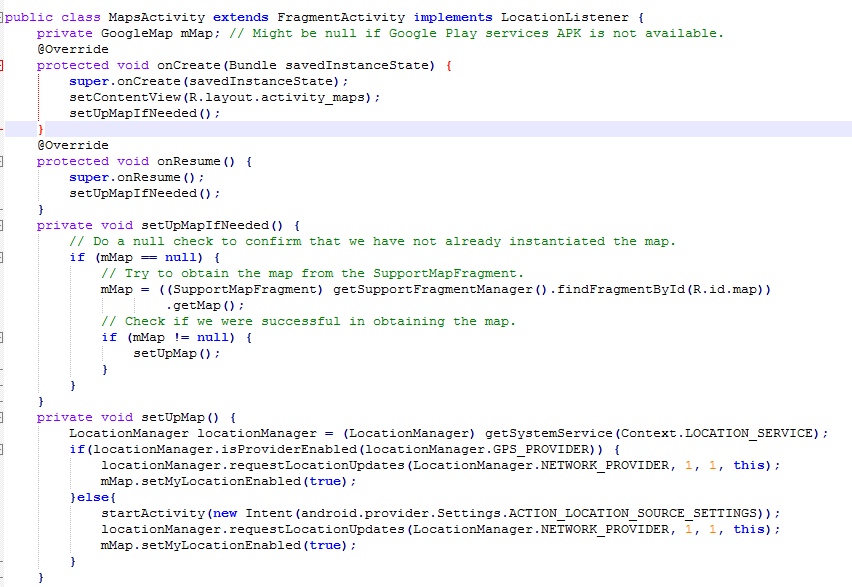 public class MapsActivity extends FragmentActivity implements LocationListener {
    private GoogleMap mMap; // Might be null if Google Play services APK is not available.
    @Override
    protected void onCreate(Bundle savedInstanceState) {
        super.onCreate(savedInstanceState);
        setContentView(R.layout.activity_maps);
        setUpMapIfNeeded();
    }
    @Override
    protected void onResume() {
        super.onResume();
        setUpMapIfNeeded();
    }
    private void setUpMapIfNeeded() {
        // Do a null check to confirm that we have not already instantiated the map.
        if (mMap == null) {
            // Try to obtain the map from the SupportMapFragment.
            mMap = ((SupportMapFragment) getSupportFragmentManager().findFragmentById(R.id.map))
                    .getMap();
            // Check if we were successful in obtaining the map.
            if (mMap != null) {
                setUpMap();
            }
        }
    }
    private void setUpMap() {
        LocationManager locationManager = (LocationManager) getSystemService(Context.LOCATION_SERVICE);
        if(locationManager.isProviderEnabled(locationManager.GPS_PROVIDER)) {
            locationManager.requestLocationUpdates(LocationManager.NETWORK_PROVIDER, 1, 1, this);
            mMap.setMyLocationEnabled(true);
        }else{
            startActivity(new Intent(android.provider.Settings.ACTION_LOCATION_SOURCE_SETTINGS));
            locationManager.requestLocationUpdates(LocationManager.NETWORK_PROVIDER, 1, 1, this);
            mMap.setMyLocationEnabled(true);
        }
    }